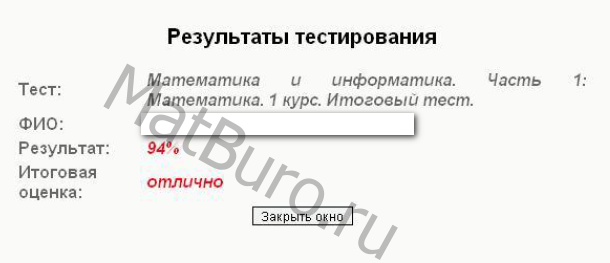 Результаты тестирования
Тест: Математика и информатика. Часть 1:
Математика. 1 курс. Итоговый тест.
ФИО:
Результат: 94%
Итоговая
оценка: отлично
Закрыть окно
MatBuro.ru